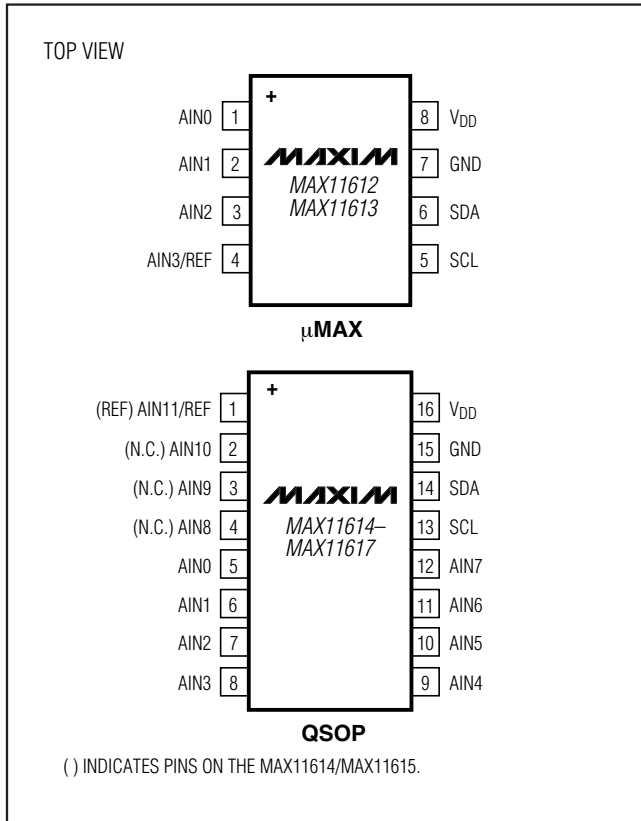 TOP VIEW
+
AIN0 1
8 VDD
AIN1 2
7 GND
AIN2 3
6 SDA
AIN3/REF 4
5 SCL
MAXIM
MAX11612
MAX11613
µMAX
+
(REF) AIN11/REF 1
16 VDD
(N.C.) AIN10 2
15 GND
(N.C.) AIN9 3
14 SDA
(N.C.) AIN8 4
13 SCL
AIN0 5
12 AIN7
AIN1 6
11 AIN6
AIN2 7
10 AIN5
AIN3 8
9 AIN4
MAXIM
MAX11614–
MAX11617
QSOP
( ) INDICATES PINS ON THE MAX11614/MAX11615.